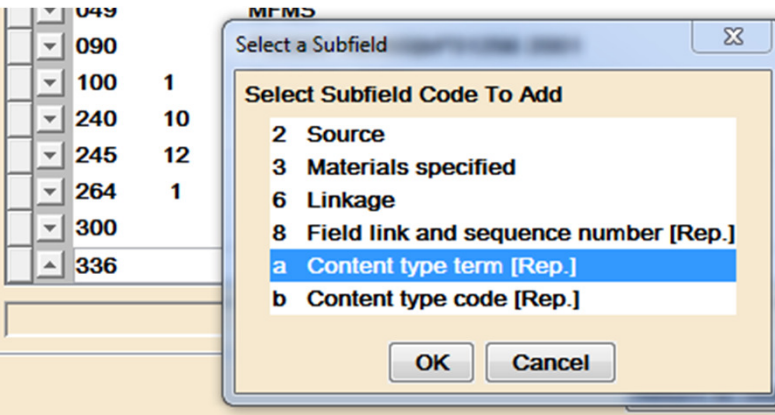 049 MFMS
090
100 1
240 10
245 12
264 1
300
336
Select a Subfield
Select Subfield Code To Add
2 Source
3 Materials specified
6 Linkage
8 Field link and sequence number [Rep.]
a Content type term [Rep.]
b Content type code [Rep.]
OK Cancel